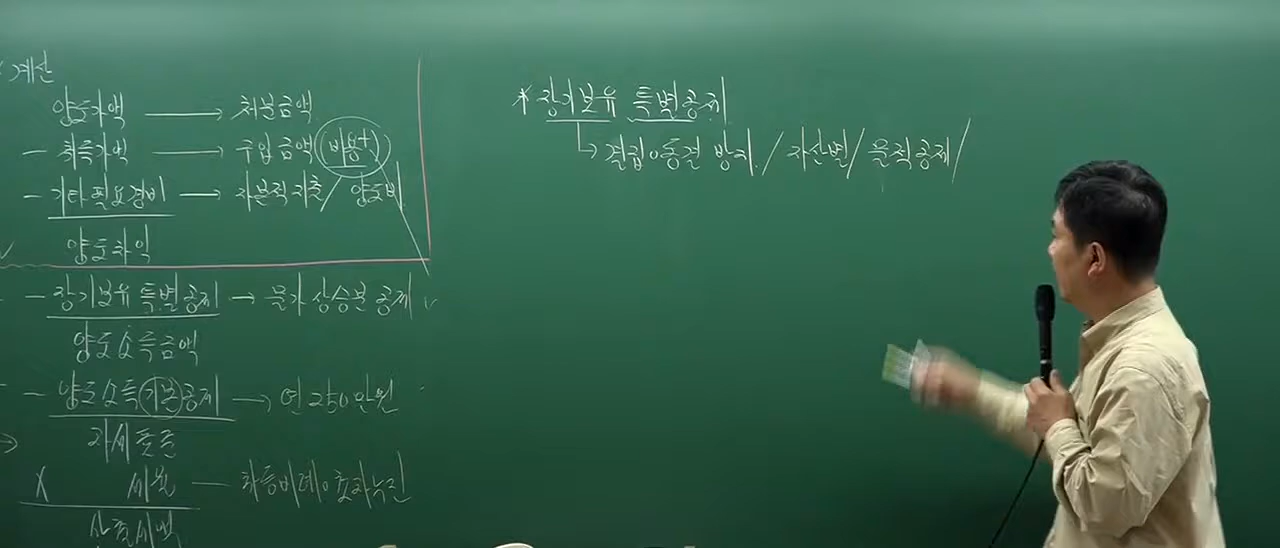 계산
양도가액 → 처분금액
- 취득가액 → 구입금액 (비용+)
- 기타필요경비 → 자본적지출 양도비
양도차익
- 장기보유 특별공제 → 물가상승분 공제
양도소득금액
- 양도소득기본공제 → 연 250만원
과세표준
X 세율 - 차등비례, 초과누진
산출세액
* 장기보유 특별공제
→ 결집 동결 방지 / 자산별 / 물적공제 /